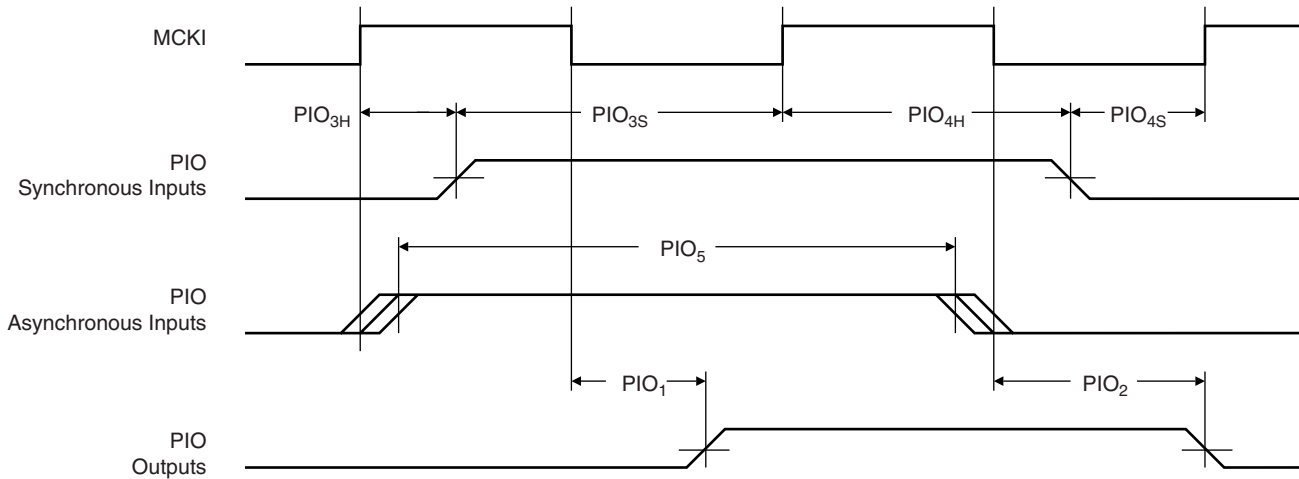 MCKI
PIO3H PIO3S PIO4H PIO4S
PIO
Synchronous Inputs
PIO5
PIO
Asynchronous Inputs
PIO1 PIO2
PIO
Outputs